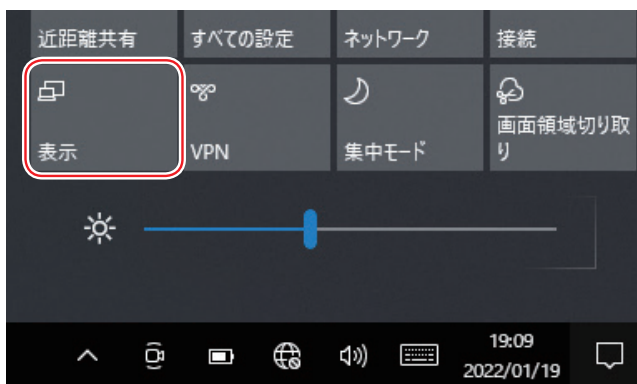 近距離共有
すべての設定
ネットワーク
接続
表示
VPN
集中モード
画面領域切り取
り
19:09
2022/01/19